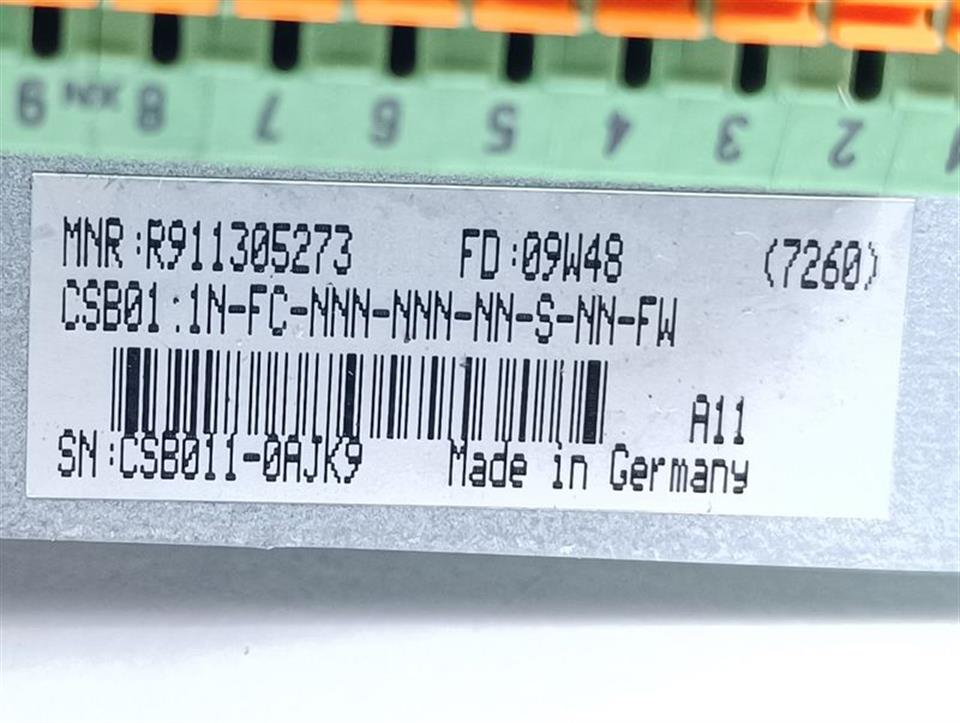 9 XN 8 7 6 5 4 3 2 1
MNR:R911305273 FD:09W48 (7260)
CSB01.1N-FC-NNN-NNN-NN-S-NN-FW
A11
SN:CSB011-0AJK9 Made in Germany